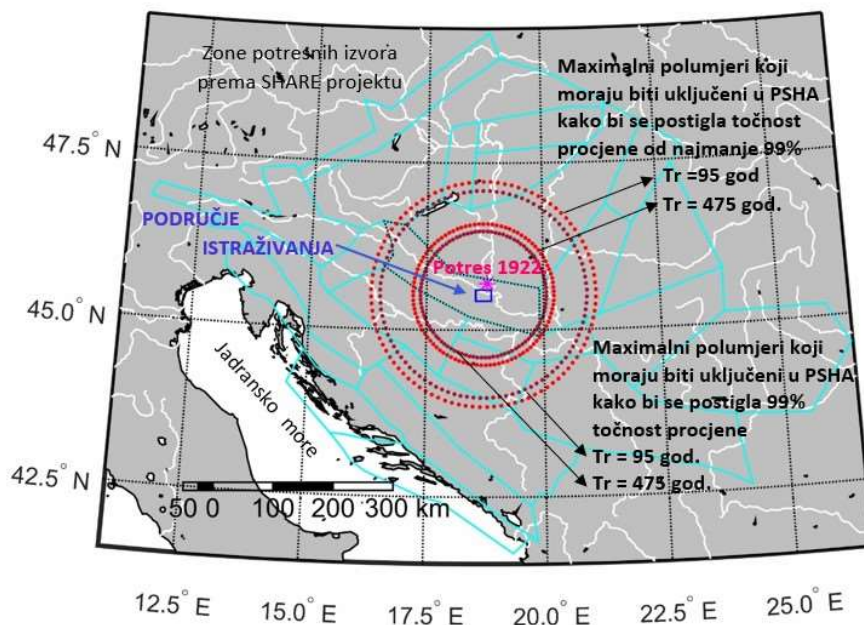 Zone potresnih izvora
prema SHARE projektu
Maximalni polumjeri koji
moraju biti uključeni u PSHA
kako bi se postigla točnost
procjene od najmanje 99%
Tr =95 god
Tr = 475 god.
PODRUČJE
ISTRAŽIVANJA
Potres 1922
Maximalni polumjeri koji
moraju biti uključeni u PSHA
kako bi se postigla 99%
točnost procjene
Tr = 95 god.
Tr = 475 god.
Jadransko more
50 0 100 200 300 km
47.5° N
45.0° N
42.5° N
12.5° E 15.0° E 17.5° E 20.0° E 22.5° E 25.0° E